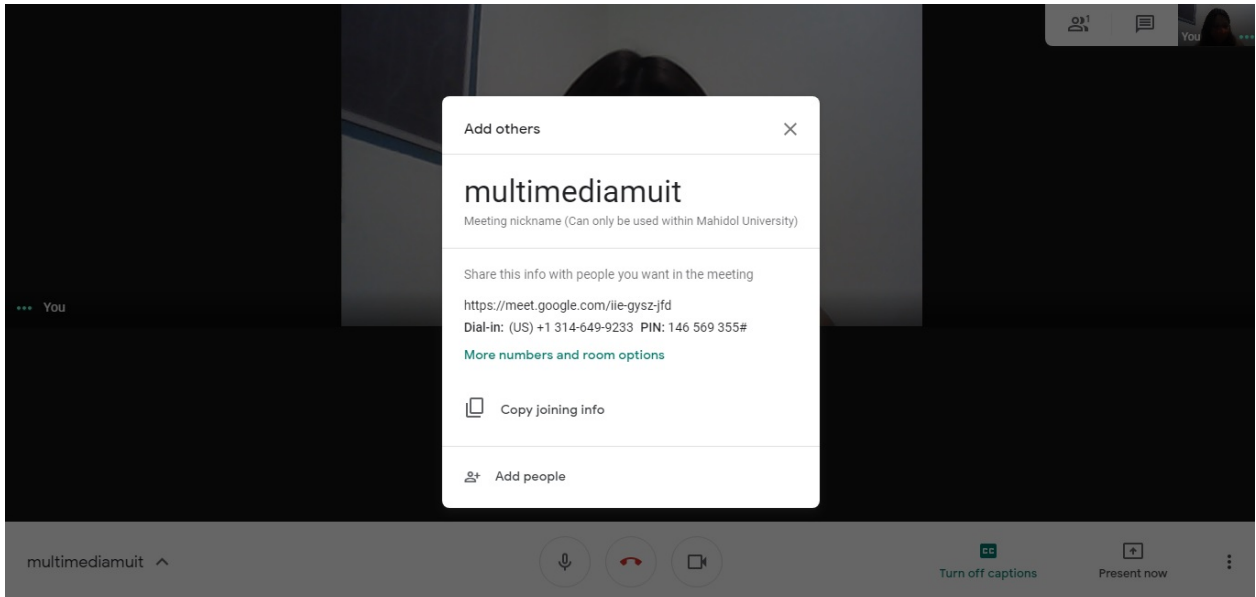 1
You
Add others
multimediamuit
Meeting nickname (Can only be used within Mahidol University)
Share this info with people you want in the meeting
https://meet.google.com/iie-gysz-jfd
Dial-in: (US) +1 314-649-9233 PIN: 146 569 355#
More numbers and room options
Copy joining info
Add people
You
multimediamuit
CC
Turn off captions
Present now